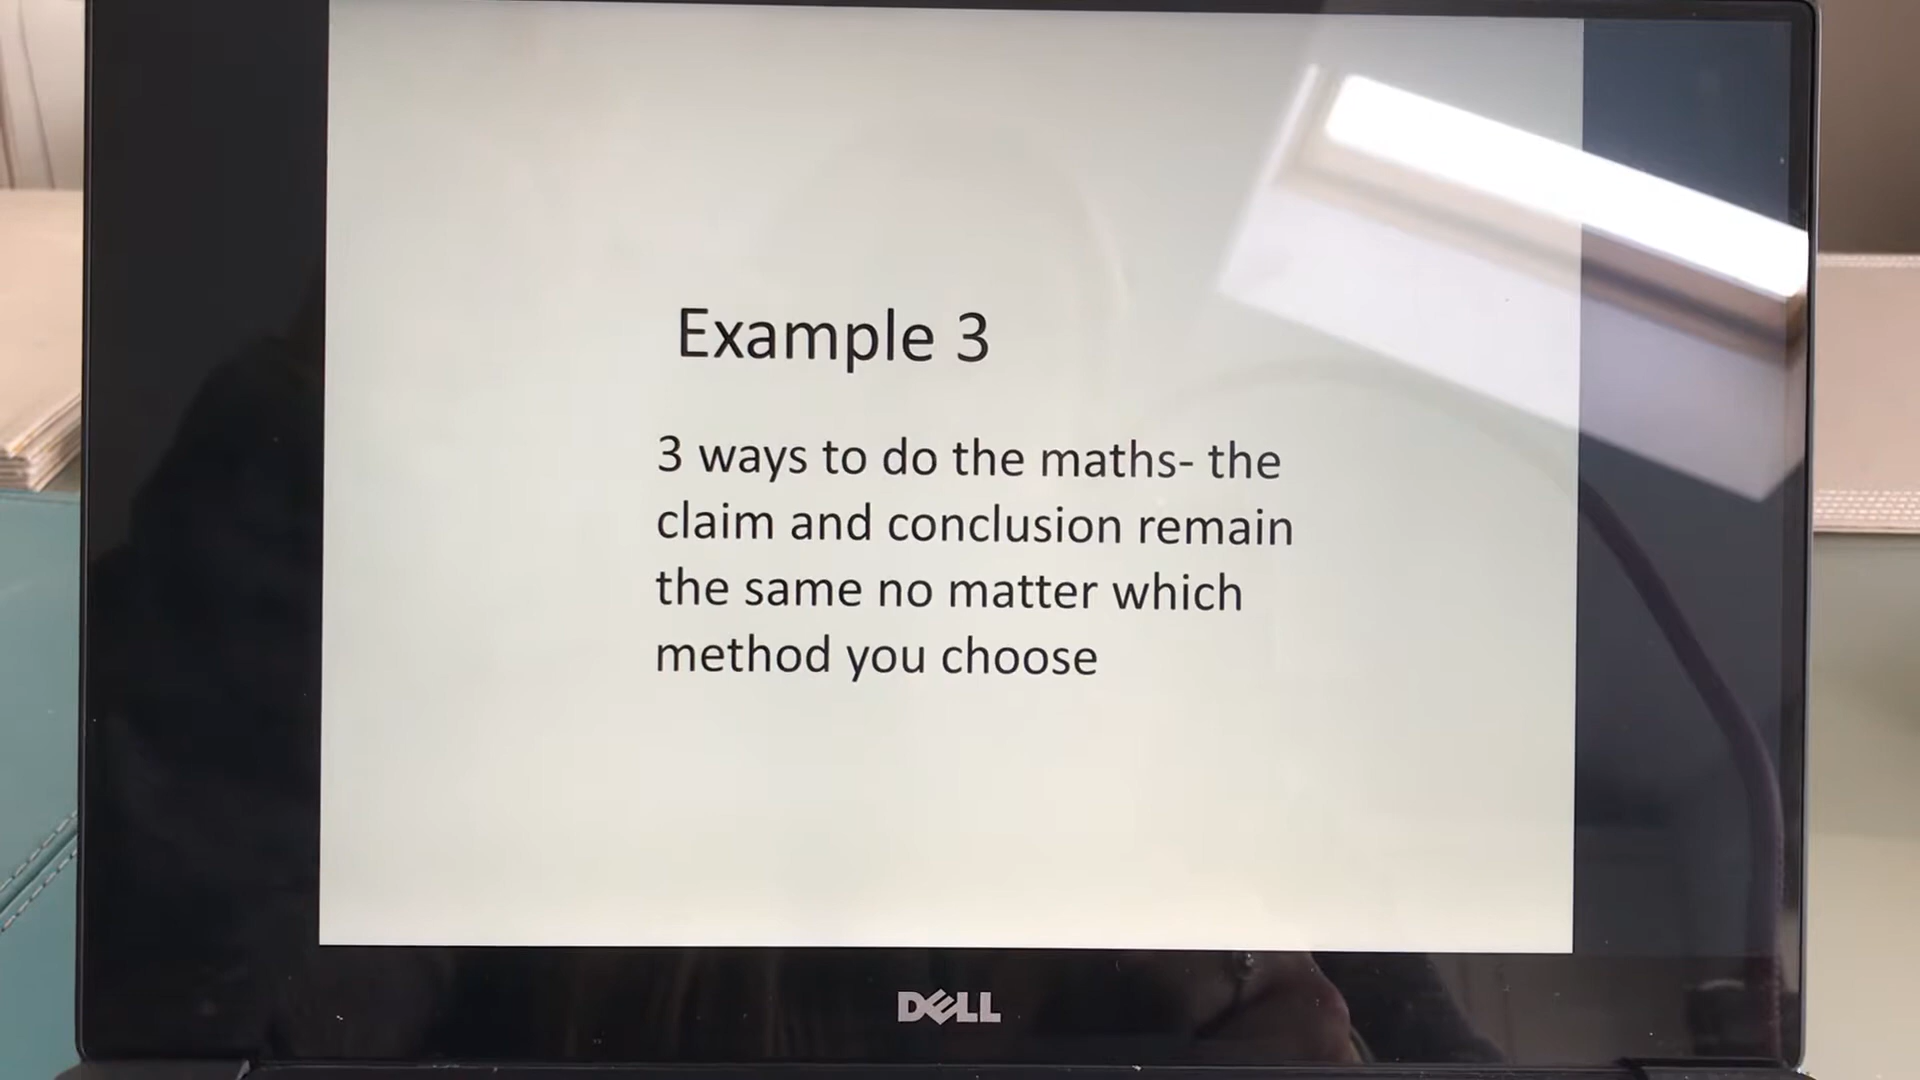 Example 3
3 ways to do the maths- the
claim and conclusion remain
the same no matter which
method you choose
DELL